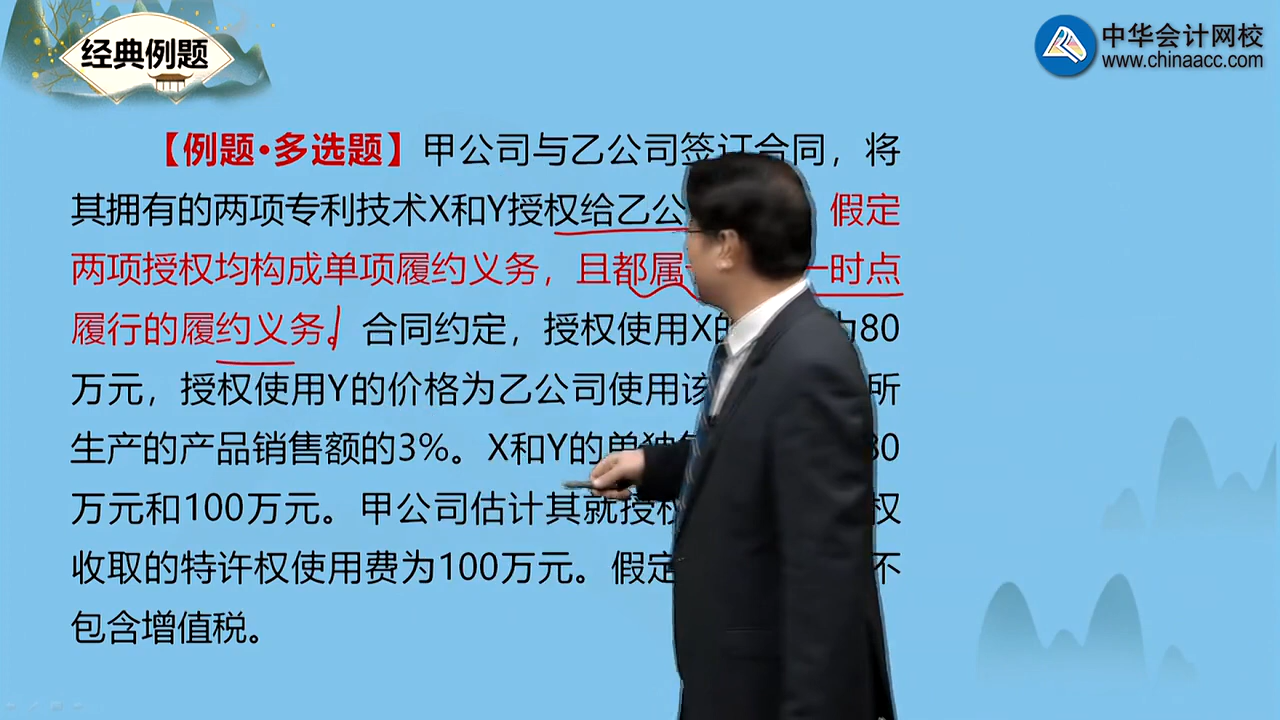 经典例题
中华会计网校
www.chinaacc.com
【例题·多选题】甲公司与乙公司签订合同，将
其拥有的两项专利技术X和Y授权给乙公 假定
两项授权均构成单项履约义务，且都属 一时点
履行的履约义务。合同约定，授权使用X的 为80
万元，授权使用Y的价格为乙公司使用该 所
生产的产品销售额的3%。X和Y的单独 80
万元和100万元。甲公司估计其就授权 权
收取的特许权使用费为100万元。假定 不
包含增值税。